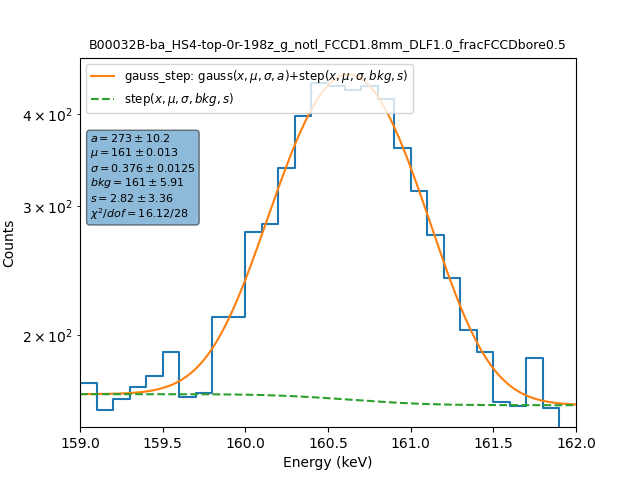 B00032B-ba_HS4-top-0r-198z_g_notl_FCCD1.8mm_DLF1.0_fracFCCDbore0.5
gauss_step: gauss(x, μ, σ, a)+step(x, μ, σ, bkg, s)
step(x, μ, σ, bkg, s)
a = 273 ± 10.2
μ = 161 ± 0.013
σ = 0.376 ± 0.0125
bkg = 161 ± 5.91
s = 2.82 ± 3.36
χ²/dof = 16.12/28
4 × 10²
3 × 10²
2 × 10²
Counts
159.0 159.5 160.0 160.5 161.0 161.5 162.0
Energy (keV)